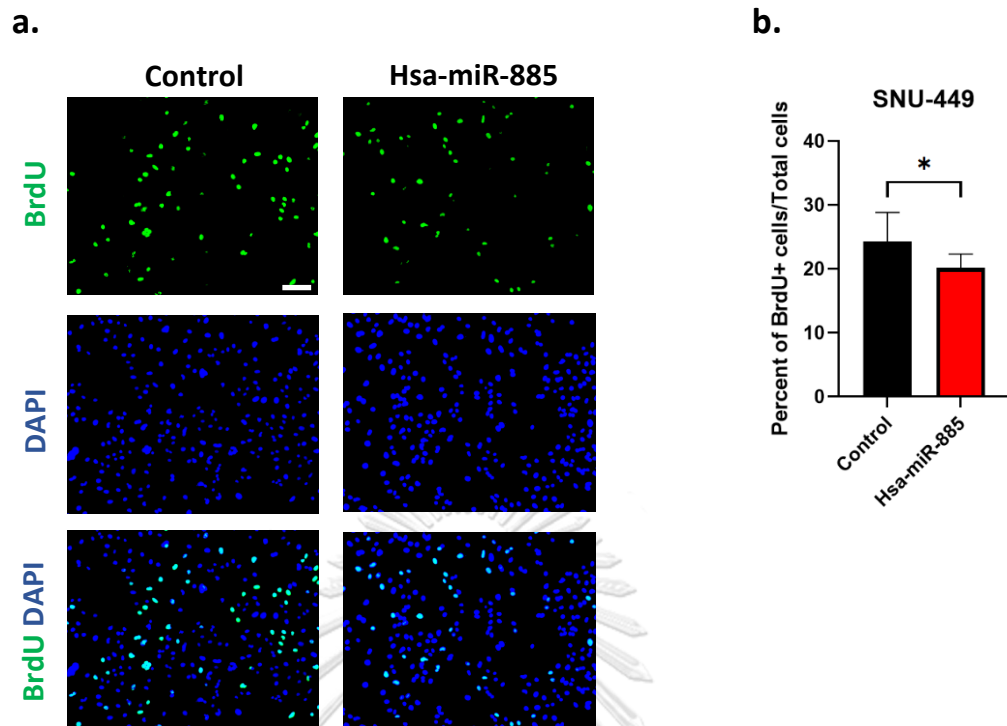 a.
Control
Hsa-miR-885
BrdU
DAPI
BrdU DAPI
b.
SNU-449
Percent of BrdU+ cells/Total cells
40
30
20
10
0
*
Control
Hsa-miR-885